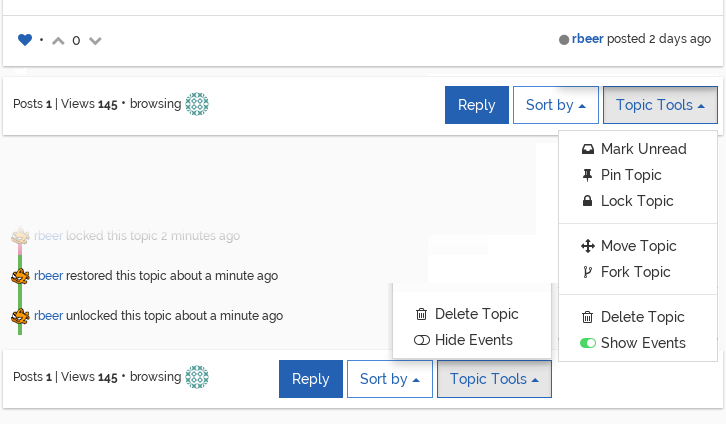 • 0
rbeer posted 2 days ago
Posts 1 | Views 145 • browsing
Reply
Sort by
Topic Tools
Mark Unread
Pin Topic
Lock Topic
Move Topic
Fork Topic
Delete Topic
Show Events
rbeer locked this topic 2 minutes ago
rbeer restored this topic about a minute ago
rbeer unlocked this topic about a minute ago
Delete Topic
Hide Events
Posts 1 | Views 145 • browsing
Reply
Sort by
Topic Tools